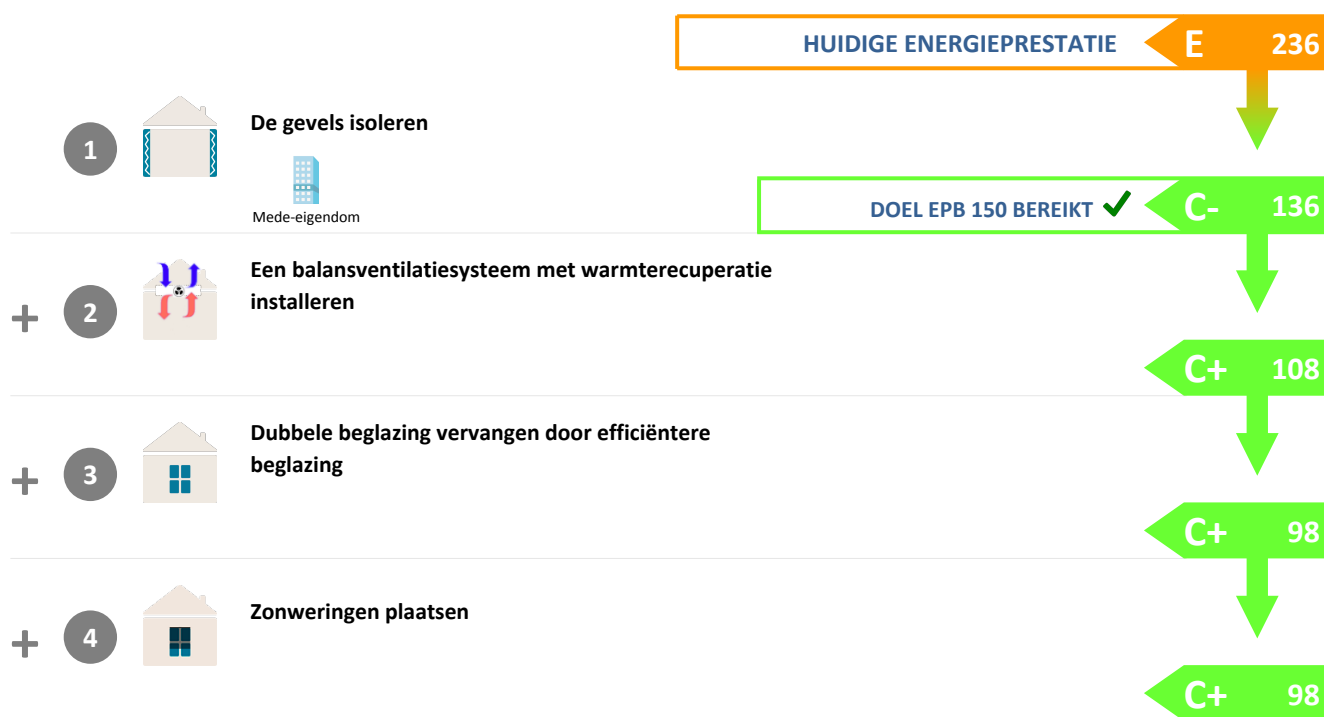 HUIDIGE ENERGIEPRESTATIE E 236
1 De gevels isoleren
Mede-eigendom
DOEL EPB 150 BEREIKT ✔ C- 136
+ 2 Een balansventilatiesysteem met warmterecuperatie
installeren
C+ 108
+ 3 Dubbele beglazing vervangen door efficiëntere
beglazing
C+ 98
+ 4 Zonweringen plaatsen
C+ 98